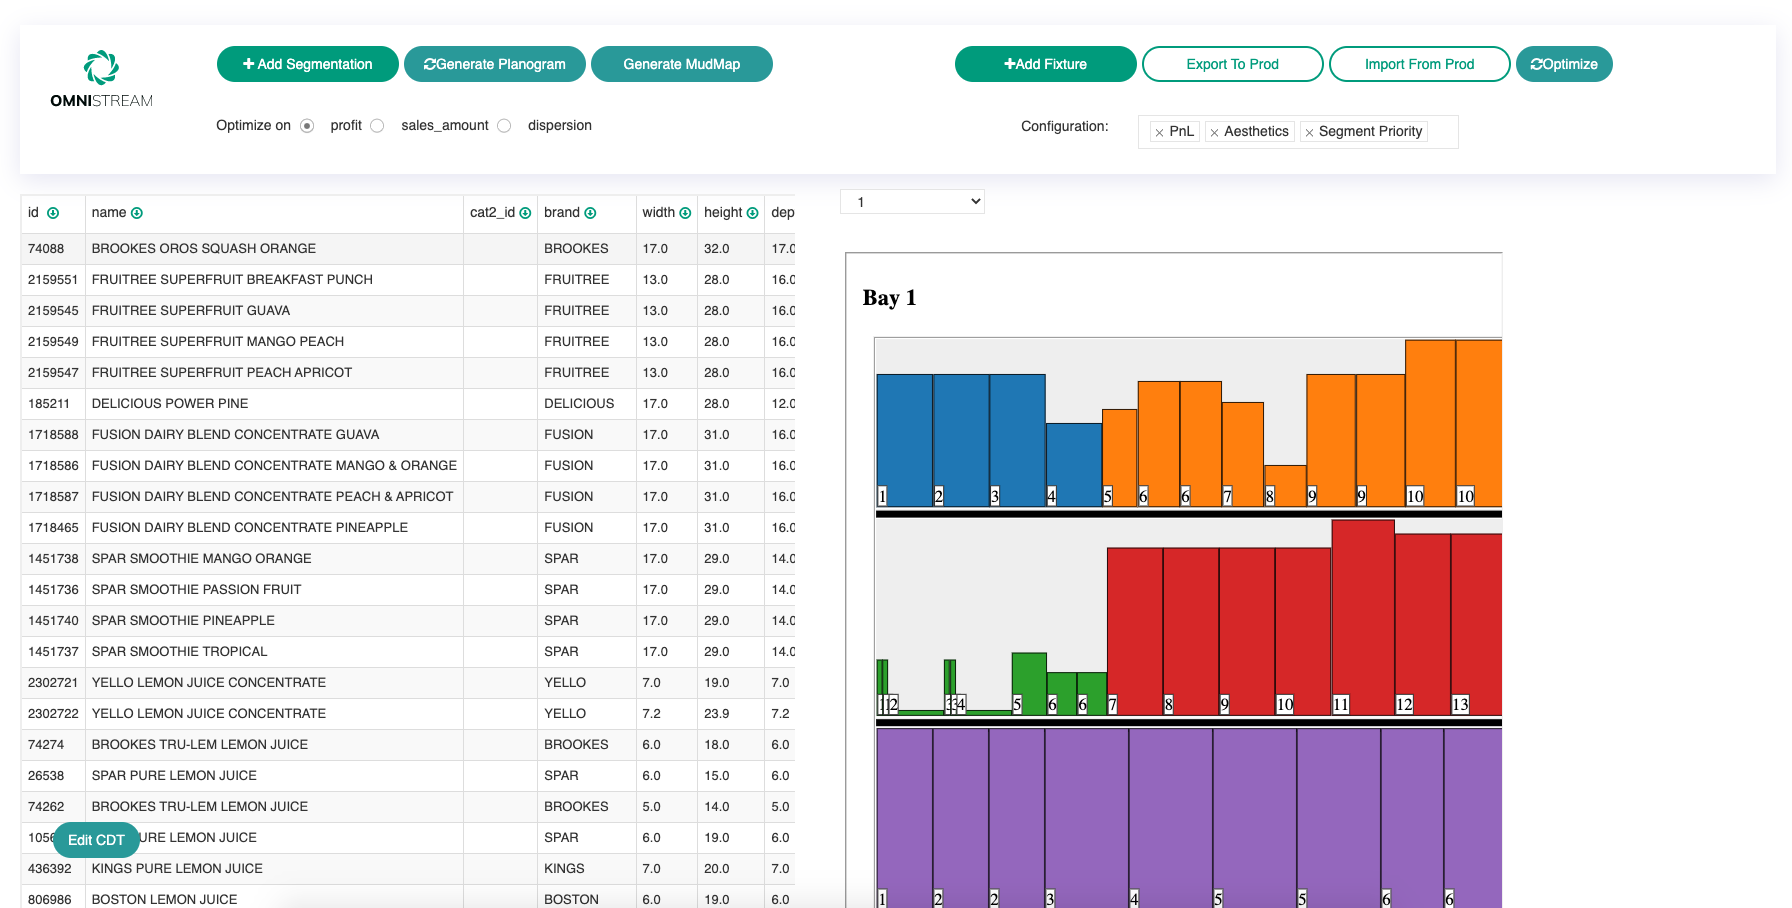 OMNISTREAM
Add Segmentation Generate Planogram Generate MudMap Add Fixture Export To Prod Import From Prod Optimize
Optimize on profit sales_amount dispersion
Configuration: × PnL × Aesthetics × Segment Priority
id name cat2_id brand width height dep
74088 BROOKES OROS SQUASH ORANGE BROOKES 17.0 32.0 17.0
2159551 FRUITREE SUPERFRUIT BREAKFAST PUNCH FRUITREE 13.0 28.0 16.0
2159545 FRUITREE SUPERFRUIT GUAVA FRUITREE 13.0 28.0 16.0
2159549 FRUITREE SUPERFRUIT MANGO PEACH FRUITREE 13.0 28.0 16.0
2159547 FRUITREE SUPERFRUIT PEACH APRICOT FRUITREE 13.0 28.0 16.0
185211 DELICIOUS POWER PINE DELICIOUS 17.0 28.0 12.0
1718588 FUSION DAIRY BLEND CONCENTRATE GUAVA FUSION 17.0 31.0 16.0
1718586 FUSION DAIRY BLEND CONCENTRATE MANGO & ORANGE FUSION 17.0 31.0 16.0
1718587 FUSION DAIRY BLEND CONCENTRATE PEACH & APRICOT FUSION 17.0 31.0 16.0
1718465 FUSION DAIRY BLEND CONCENTRATE PINEAPPLE FUSION 17.0 31.0 16.0
1451738 SPAR SMOOTHIE MANGO ORANGE SPAR 17.0 29.0 14.0
1451736 SPAR SMOOTHIE PASSION FRUIT SPAR 17.0 29.0 14.0
1451740 SPAR SMOOTHIE PINEAPPLE SPAR 17.0 29.0 14.0
1451737 SPAR SMOOTHIE TROPICAL SPAR 17.0 29.0 14.0
2302721 YELLO LEMON JUICE CONCENTRATE YELLO 7.0 19.0 7.0
2302722 YELLO LEMON JUICE CONCENTRATE YELLO 7.2 23.9 7.2
74274 BROOKES TRU-LEM LEMON JUICE BROOKES 6.0 18.0 6.0
26538 SPAR PURE LEMON JUICE SPAR 6.0 15.0 6.0
74262 BROOKES TRU-LEM LEMON JUICE BROOKES 5.0 14.0 5.0
105 URE LEMON JUICE SPAR 6.0 19.0 6.0
Edit CDT
436392 KINGS PURE LEMON JUICE KINGS 7.0 20.0 7.0
806986 BOSTON LEMON JUICE BOSTON 6.0 19.0 6.0
1
Bay 1
1 2 3 4 5 6 6 7 8 9 9 10 10
1 1 2 3 3 4 5 6 6 7 8 9 10 11 12 13
1 2 2 3 4 5 5 6 6